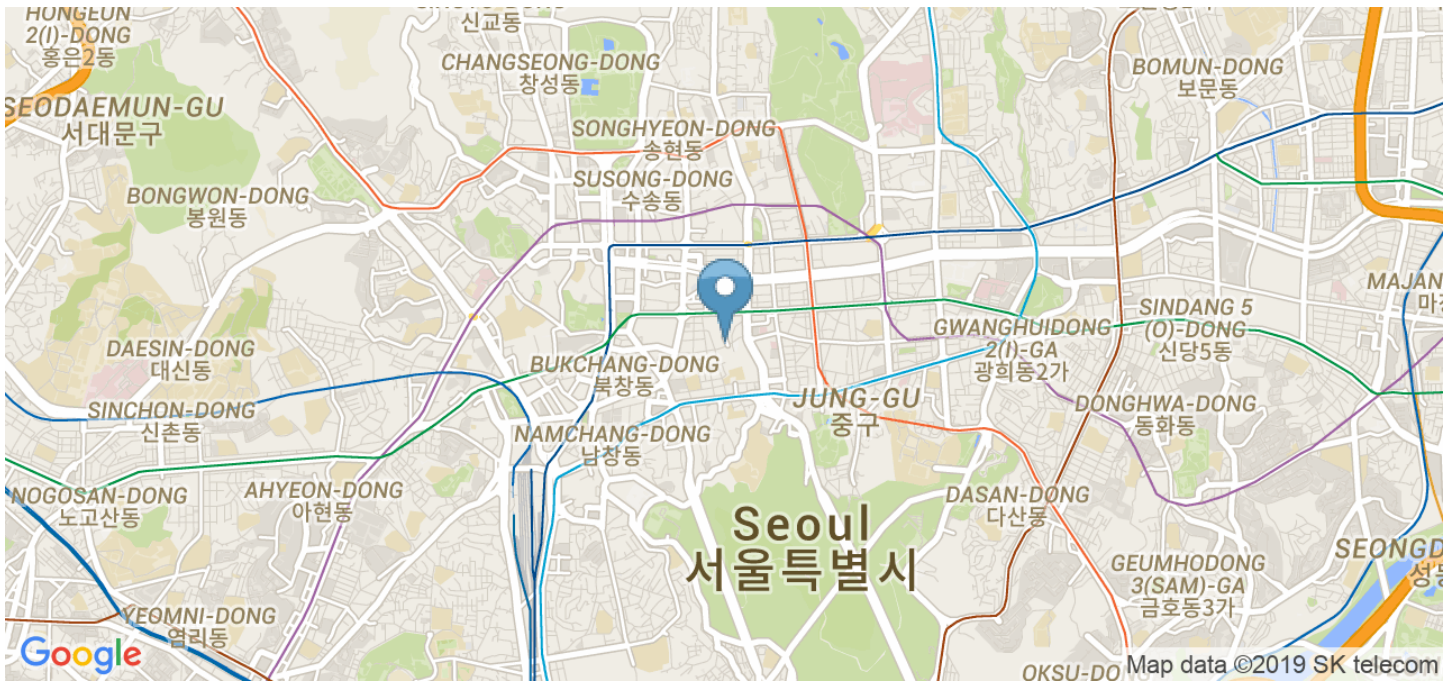 HONGEUN
2(I)-DONG
홍은2동
신교동
CHANGSEONG-DONG
창성동
BOMUN-DONG
보문동
SEODAEMUN-GU
서대문구
SONGHYEON-DONG
송현동
SUSONG-DONG
수송동
BONGWON-DONG
봉원동
MAJAN
SINDANG 5
(O)-DONG
신당5동
GWANGHUIDONG
2(I)-GA
광희동2가
DAESIN-DONG
대신동
BUKCHANG-DONG
북창동
JUNG-GU
중구
SINCHON-DONG
신촌동
DONGHWA-DONG
동화동
NAMCHANG-DONG
남창동
NOGOSAN-DONG
노고산동
AHYEON-DONG
아현동
DASAN-DONG
다산동
Seoul
서울특별시
SEONGD
성동
GEUMHODONG
3(SAM)-GA
금호동3가
YEOMNI-DONG
염리동
OKSU-DO
Google
Map data ©2019 SK telecom